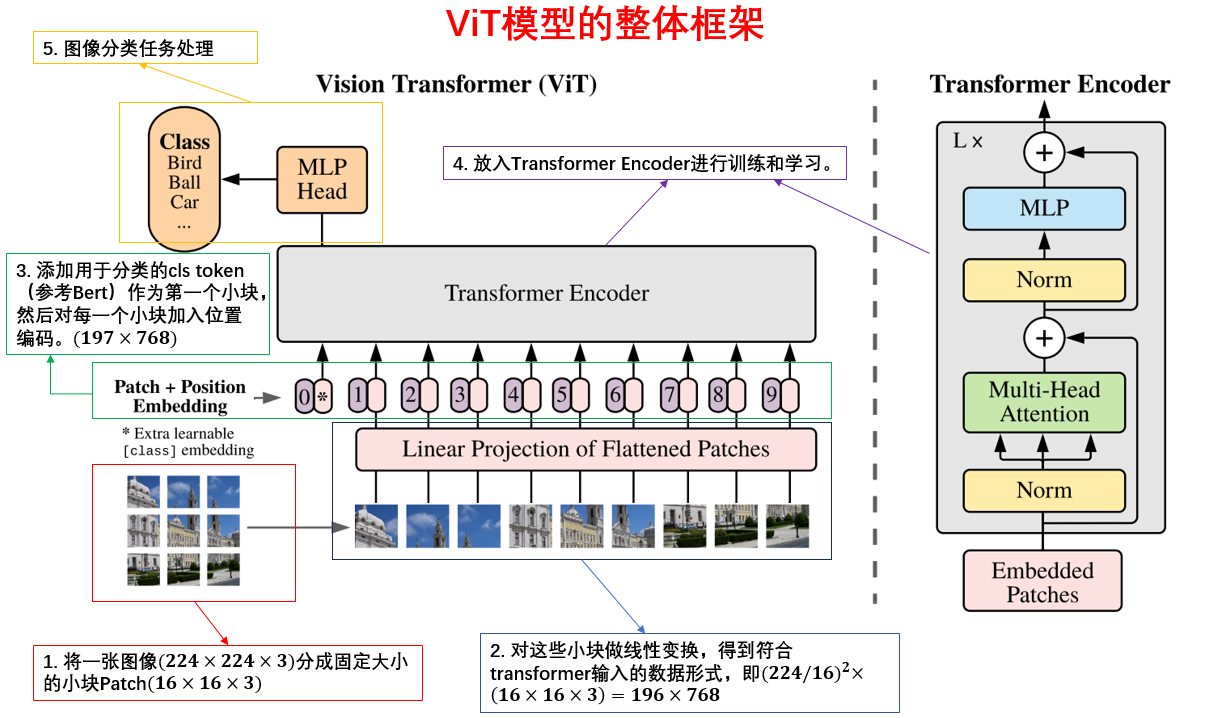 ViT模型的整体框架
5. 图像分类任务处理
Vision Transformer (ViT)
Class
Bird
Ball
Car
...
MLP
Head
4. 放入Transformer Encoder进行训练和学习。
3. 添加用于分类的cls token
（参考Bert）作为第一个小块，
然后对每一个小块加入位置
编码。(197 × 768)
Transformer Encoder
Patch + Position
Embedding
0 * 1 2 3 4 5 6 7 8 9
* Extra learnable
[class] embedding
Linear Projection of Flattened Patches
1. 将一张图像(224 × 224 × 3)分成固定大小
的小块Patch(16 × 16 × 3)
2. 对这些小块做线性变换，得到符合
transformer输入的数据形式，即(224/16)²×
(16 × 16 × 3) = 196 × 768
Transformer Encoder
L ×
+
MLP
Norm
+
Multi-Head
Attention
Norm
Embedded
Patches